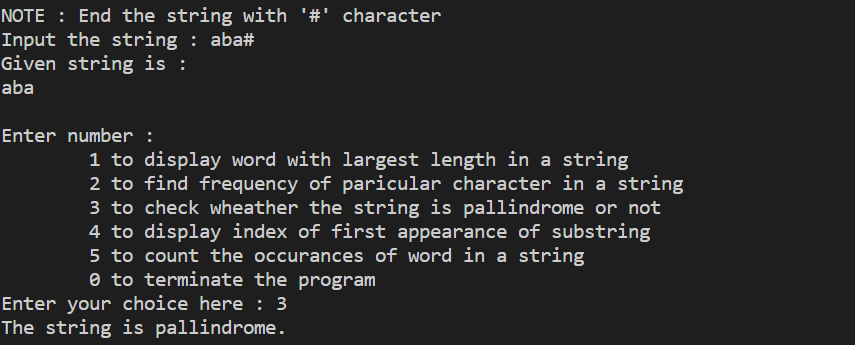 NOTE : End the string with '#' character
Input the string : aba#
Given string is :
aba
Enter number :
1 to display word with largest length in a string
2 to find frequency of paricular character in a string
3 to check wheather the string is pallindrome or not
4 to display index of first appearance of substring
5 to count the occurances of word in a string
0 to terminate the program
Enter your choice here : 3
The string is pallindrome.